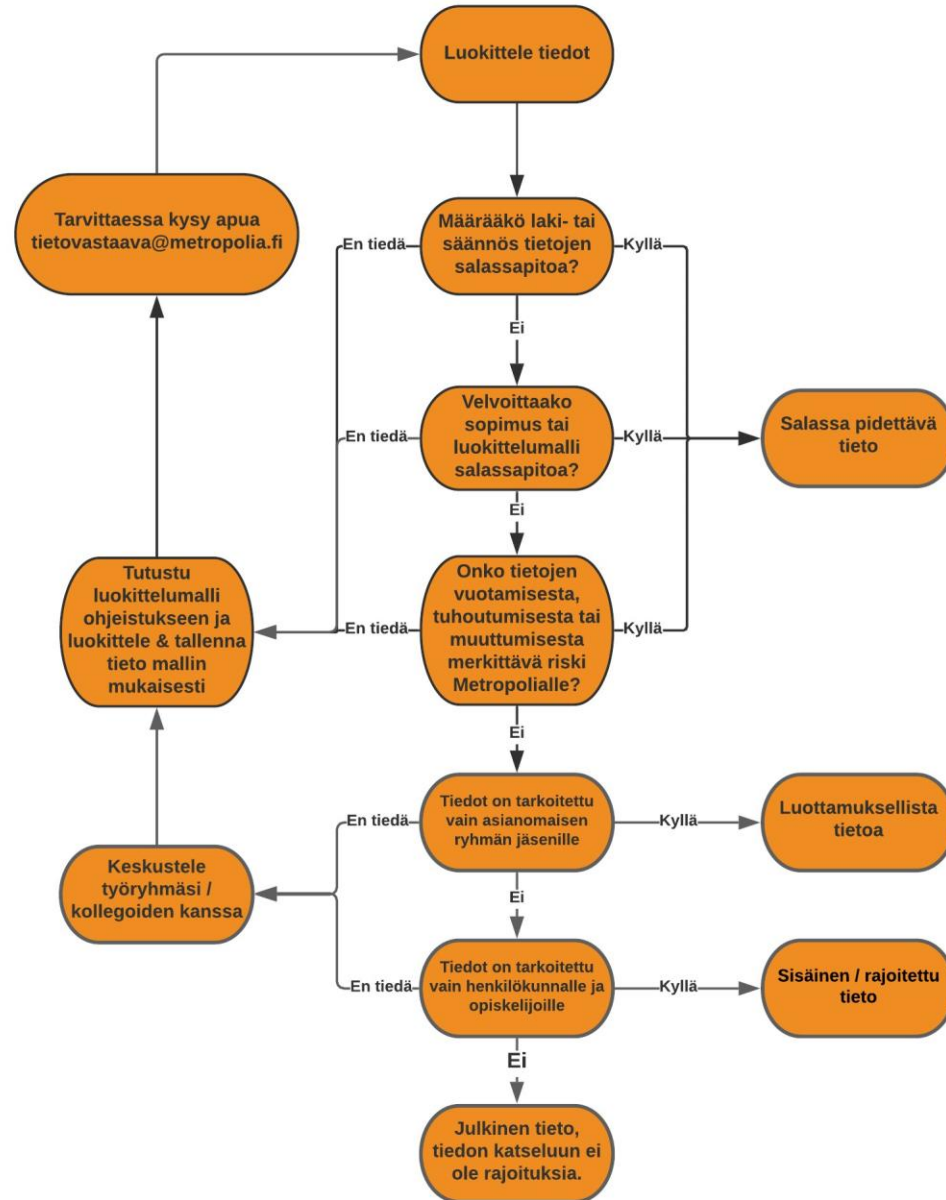 Luokittele tiedot
Tarvittaessa kysy apua
tietovastaava@metropolia.fi
Määrääkö laki- tai
säännös tietojen
salassapitoa?
En tiedä
Kyllä
Ei
Velvoittaako
sopimus tai
luokittelumalli
salassapitoa?
En tiedä
Kyllä
Salassa pidettävä
tieto
Ei
Tutustu
luokittelumalli
ohjeistukseen ja
luokittele & tallenna
tieto mallin
mukaisesti
Onko tietojen
vuotamisesta,
tuhoutumisesta tai
muuttumisesta
merkittävä riski
Metropolialle?
En tiedä
Kyllä
Ei
Tiedot on tarkoitettu
vain asianomaisen
ryhmän jäsenille
En tiedä
Kyllä
Luottamuksellista
tietoa
Keskustele
työryhmäsi /
kollegoiden kanssa
Ei
Tiedot on tarkoitettu
vain henkilökunnalle ja
opiskelijoille
En tiedä
Kyllä
Sisäinen / rajoitettu
tieto
Ei
Julkinen tieto,
tiedon katseluun ei
ole rajoituksia.